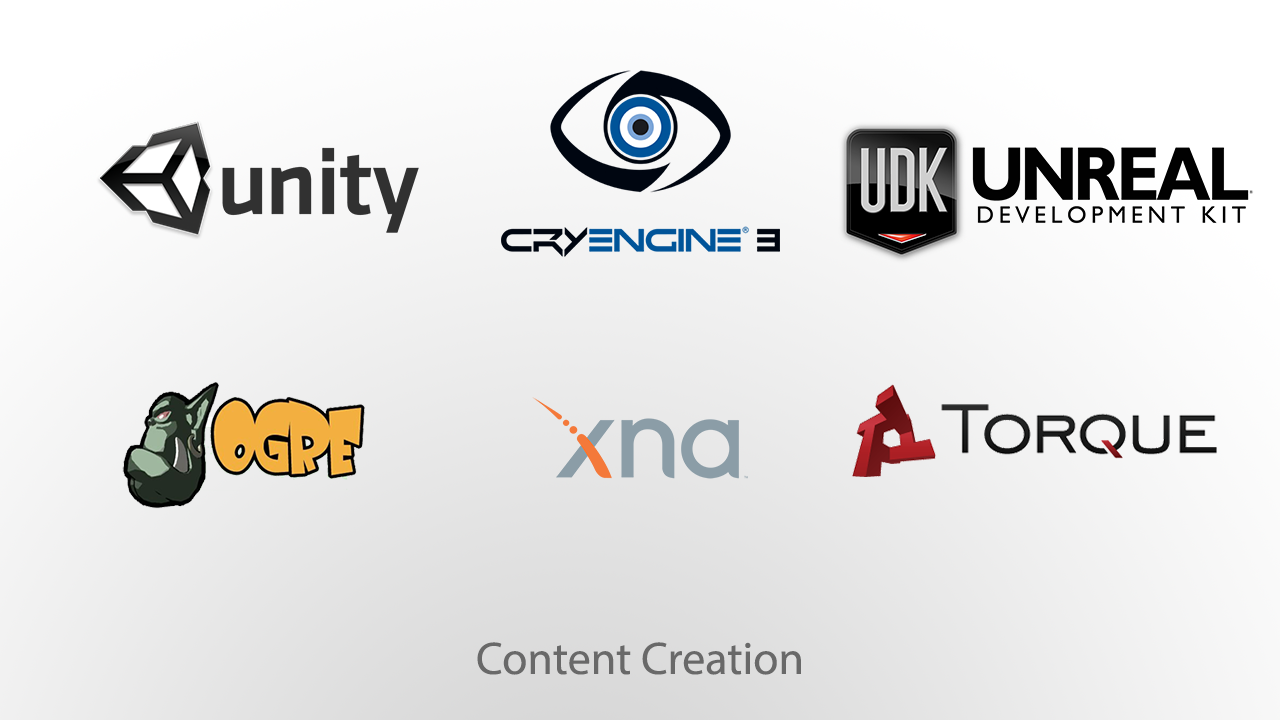 unity
CRYENGINE® 3
UDK UNREAL
DEVELOPMENT KIT
OGRE
xna
TORQUE
Content Creation